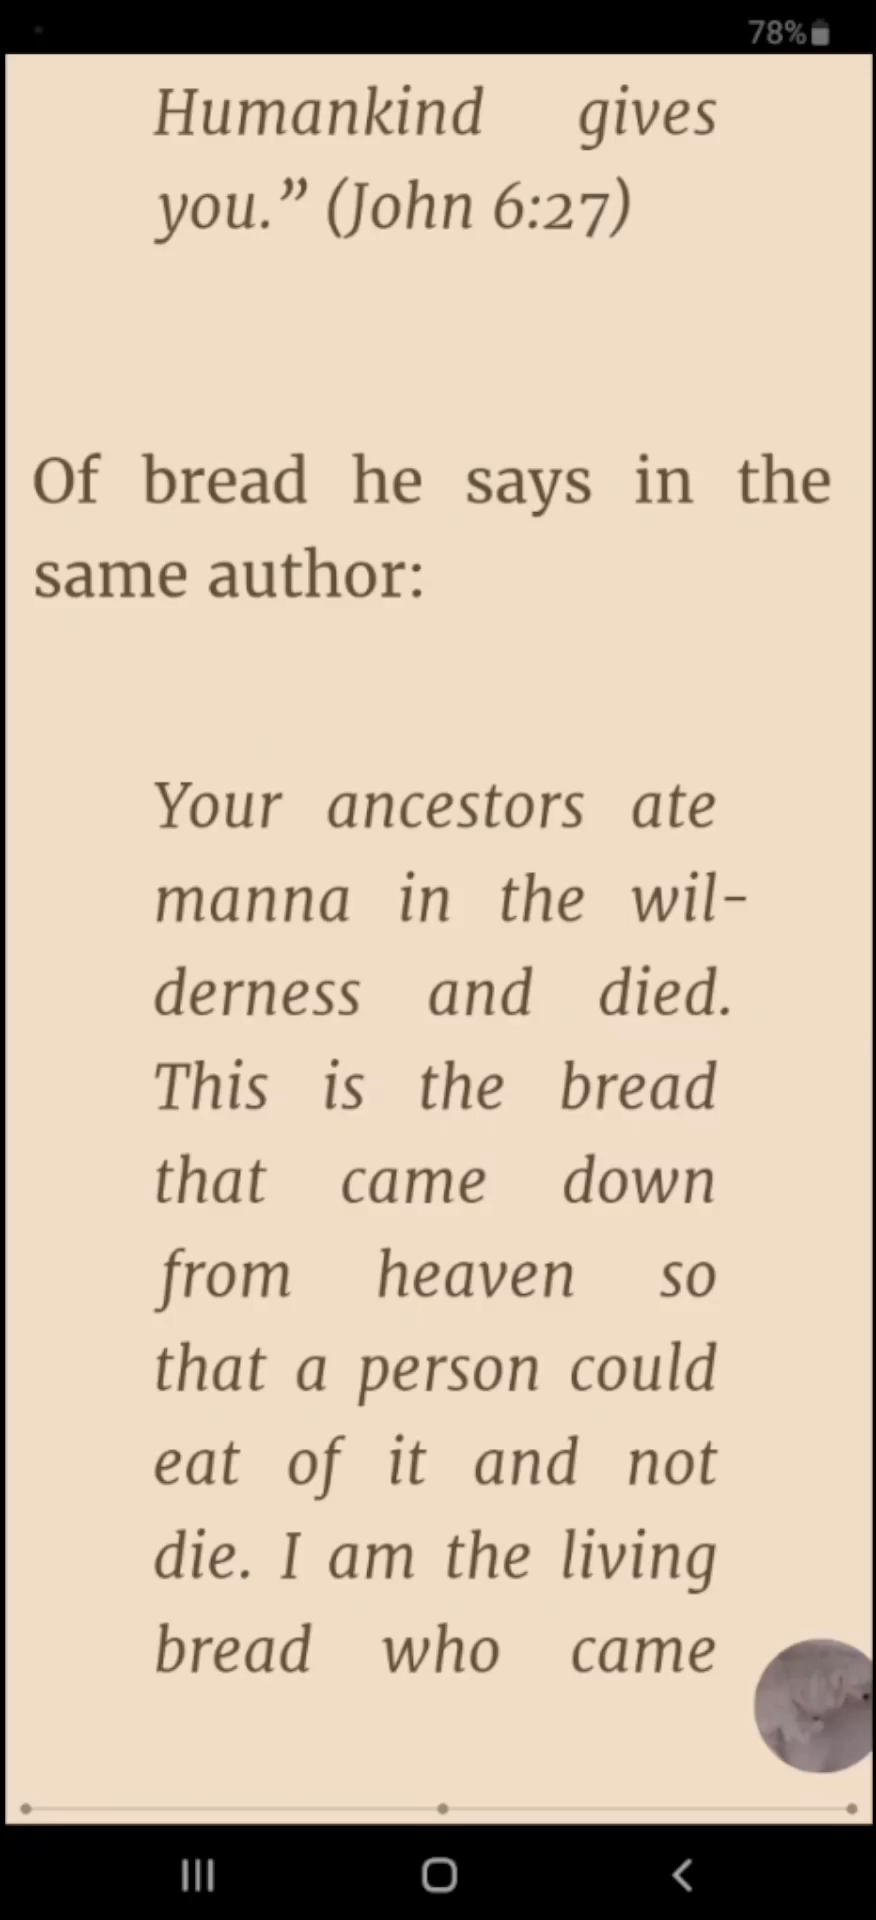 78%
Humankind gives
you.” (John 6:27)
Of bread he says in the
same author:
Your ancestors ate
manna in the wil-
derness and died.
This is the bread
that came down
from heaven so
that a person could
eat of it and not
die. I am the living
bread who came